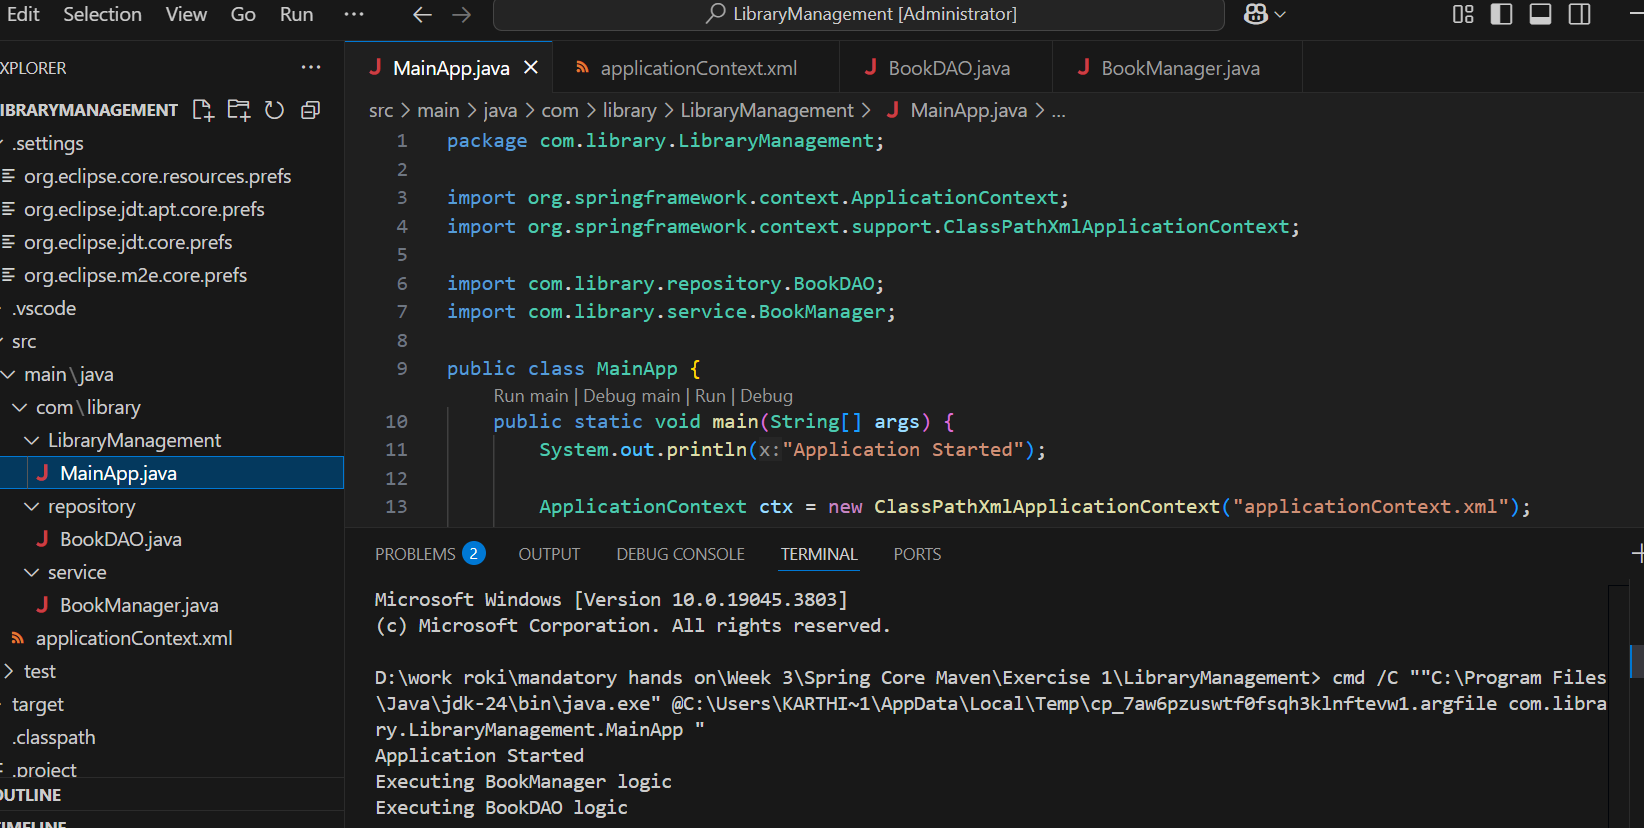 Edit Selection View Go Run ···
LibraryManagement [Administrator]
XPLORER ···
IBRARYMANAGEMENT
.settings
org.eclipse.core.resources.prefs
org.eclipse.jdt.apt.core.prefs
org.eclipse.jdt.core.prefs
org.eclipse.m2e.core.prefs
.vscode
src
main\java
com\library
LibraryManagement
MainApp.java
repository
BookDAO.java
service
BookManager.java
applicationContext.xml
test
target
.classpath
.project
OUTLINE
TIMELINE
MainApp.java applicationContext.xml BookDAO.java BookManager.java
src > main > java > com > library > LibraryManagement > MainApp.java > ...
1 package com.library.LibraryManagement;
2
3 import org.springframework.context.ApplicationContext;
4 import org.springframework.context.support.ClassPathXmlApplicationContext;
5
6 import com.library.repository.BookDAO;
7 import com.library.service.BookManager;
8
9 public class MainApp {
Run main | Debug main | Run | Debug
10 public static void main(String[] args) {
11 System.out.println(x:"Application Started");
12
13 ApplicationContext ctx = new ClassPathXmlApplicationContext("applicationContext.xml");
PROBLEMS 2 OUTPUT DEBUG CONSOLE TERMINAL PORTS
Microsoft Windows [Version 10.0.19045.3803]
(c) Microsoft Corporation. All rights reserved.
D:\work roki\mandatory hands on\Week 3\Spring Core Maven\Exercise 1\LibraryManagement> cmd /C ""C:\Program Files
\Java\jdk-24\bin\java.exe" @C:\Users\KARTHI~1\AppData\Local\Temp\cp_7aw6pzuswtf0fsqh3klnftevw1.argfile com.libra
ry.LibraryManagement.MainApp "
Application Started
Executing BookManager logic
Executing BookDAO logic